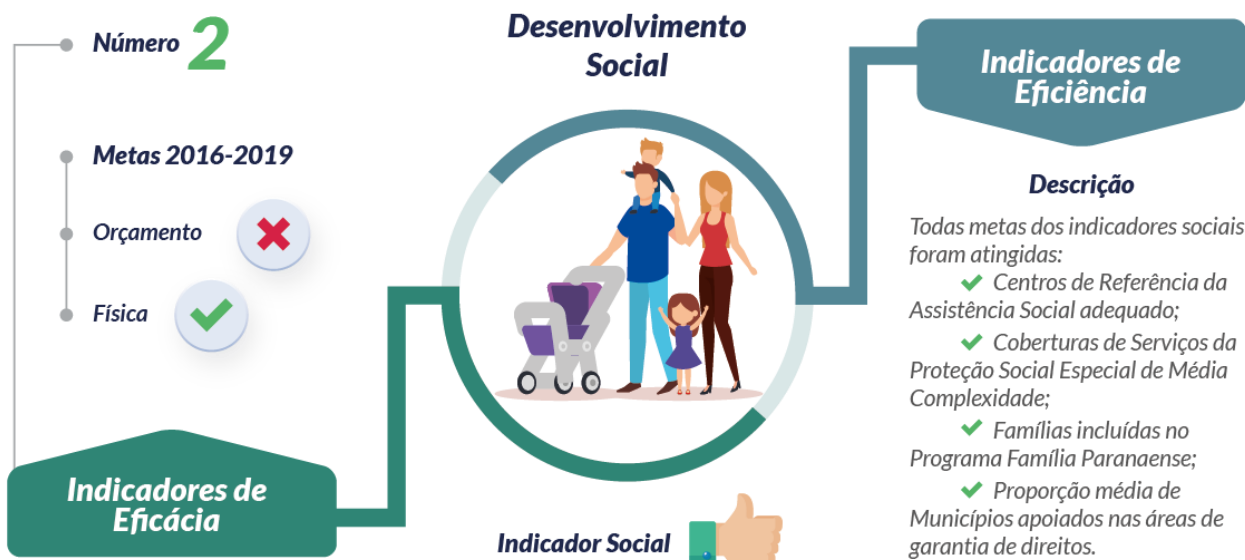 Número 2
Metas 2016-2019
Orçamento
Física
Indicadores de
Eficácia
Desenvolvimento
Social
Indicador Social
Indicadores de
Eficiência
Descrição
Todas metas dos indicadores sociais
foram atingidas:
Centros de Referência da
Assistência Social adequado;
Coberturas de Serviços da
Proteção Social Especial de Média
Complexidade;
Famílias incluídas no
Programa Família Paranaense;
Proporção média de
Municípios apoiados nas áreas de
garantia de direitos.